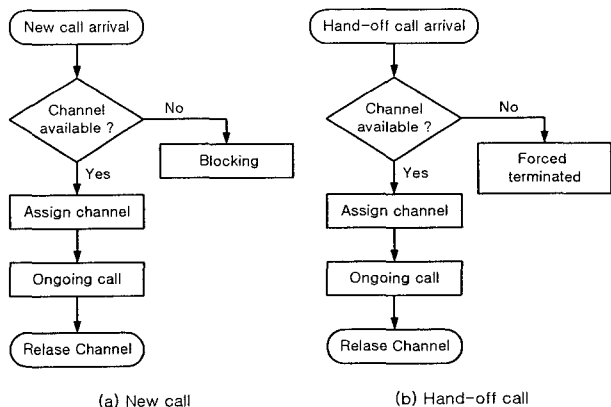 New call arrival
Channel
available ?
No
Blocking
Yes
Assign channel
Ongoing call
Relase Channel
(a) New call
Hand-off call arrival
Channel
available ?
No
Forced
terminated
Yes
Assign channel
Ongoing call
Relase Channel
(b) Hand-off call